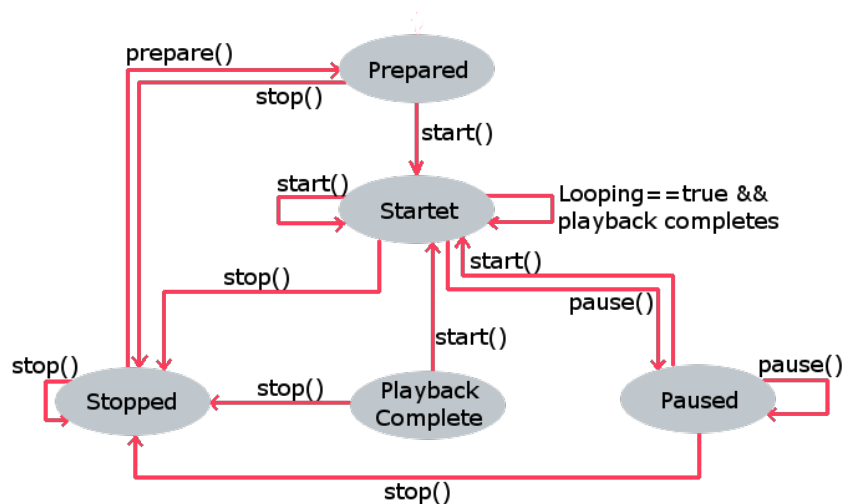 prepare()
Prepared
stop()
start()
start()
Looping==true &&
playback completes
Startet
stop()
start()
pause()
start()
stop()
pause()
stop()
Stopped
Playback
Complete
Paused
stop()